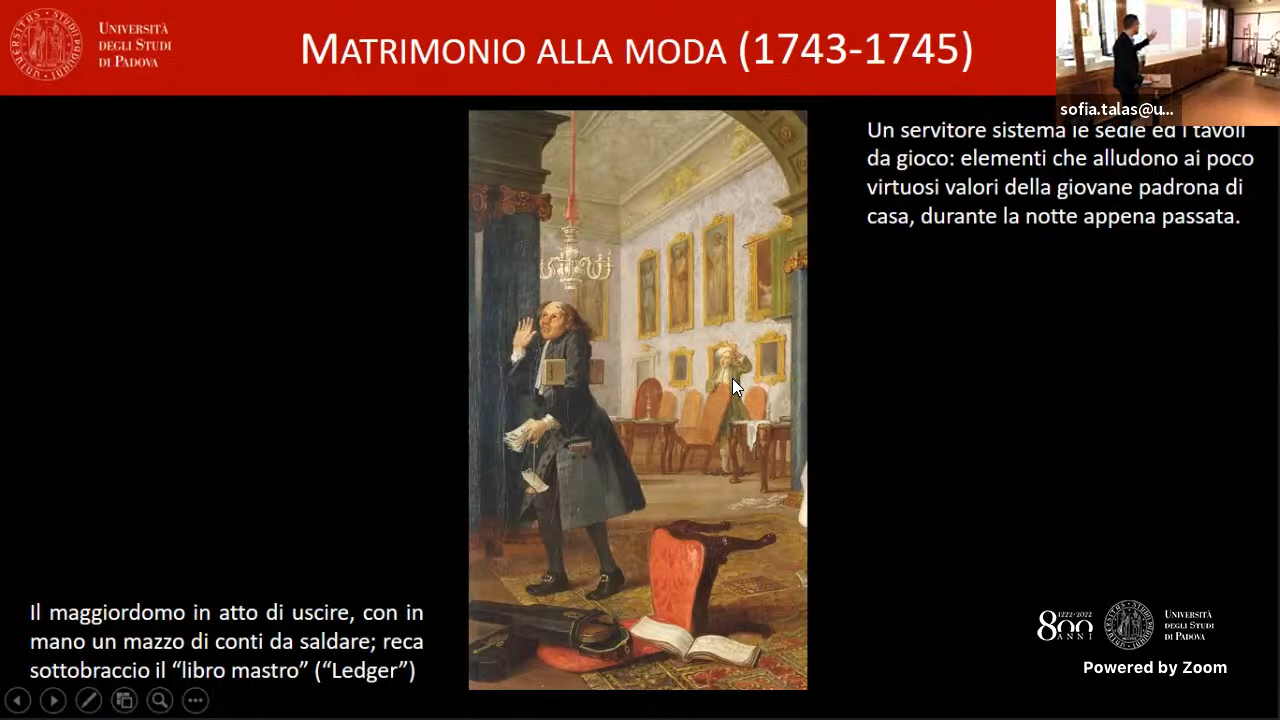 UNIVERSITÀ
DEGLI STUDI
DI PADOVA
MATRIMONIO ALLA MODA (1743-1745)
sofia.talas@u...
Un servitore sistema le sedie ed i tavoli
da gioco: elementi che alludono ai poco
virtuosi valori della giovane padrona di
casa, durante la notte appena passata.
Il maggiordomo in atto di uscire, con in
mano un mazzo di conti da saldare; reca
sottobraccio il “libro mastro” (“Ledger”)
1222·2022
800
ANNI
UNIVERSITÀ
DEGLI STUDI
DI PADOVA
Powered by Zoom